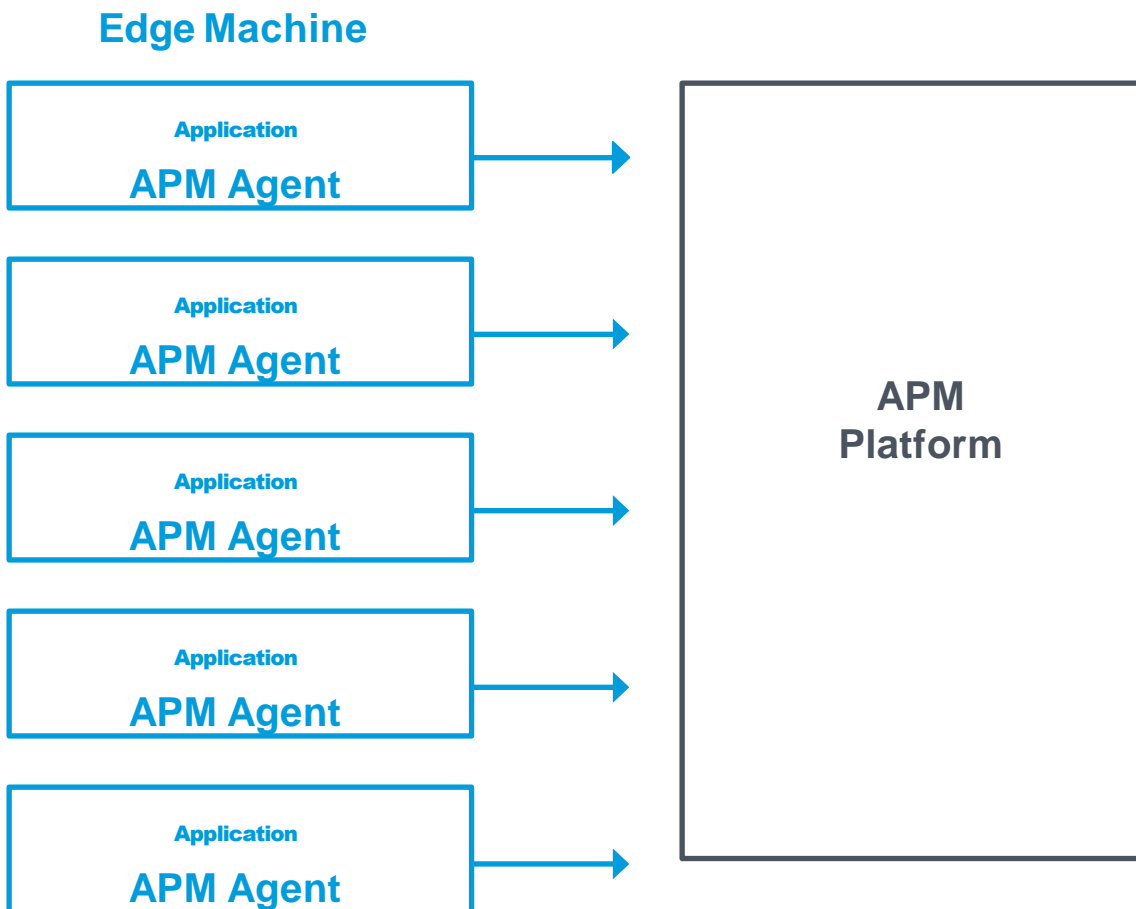 Edge Machine
Application
APM Agent
Application
APM Agent
Application
APM Agent
Application
APM Agent
Application
APM Agent
APM
Platform